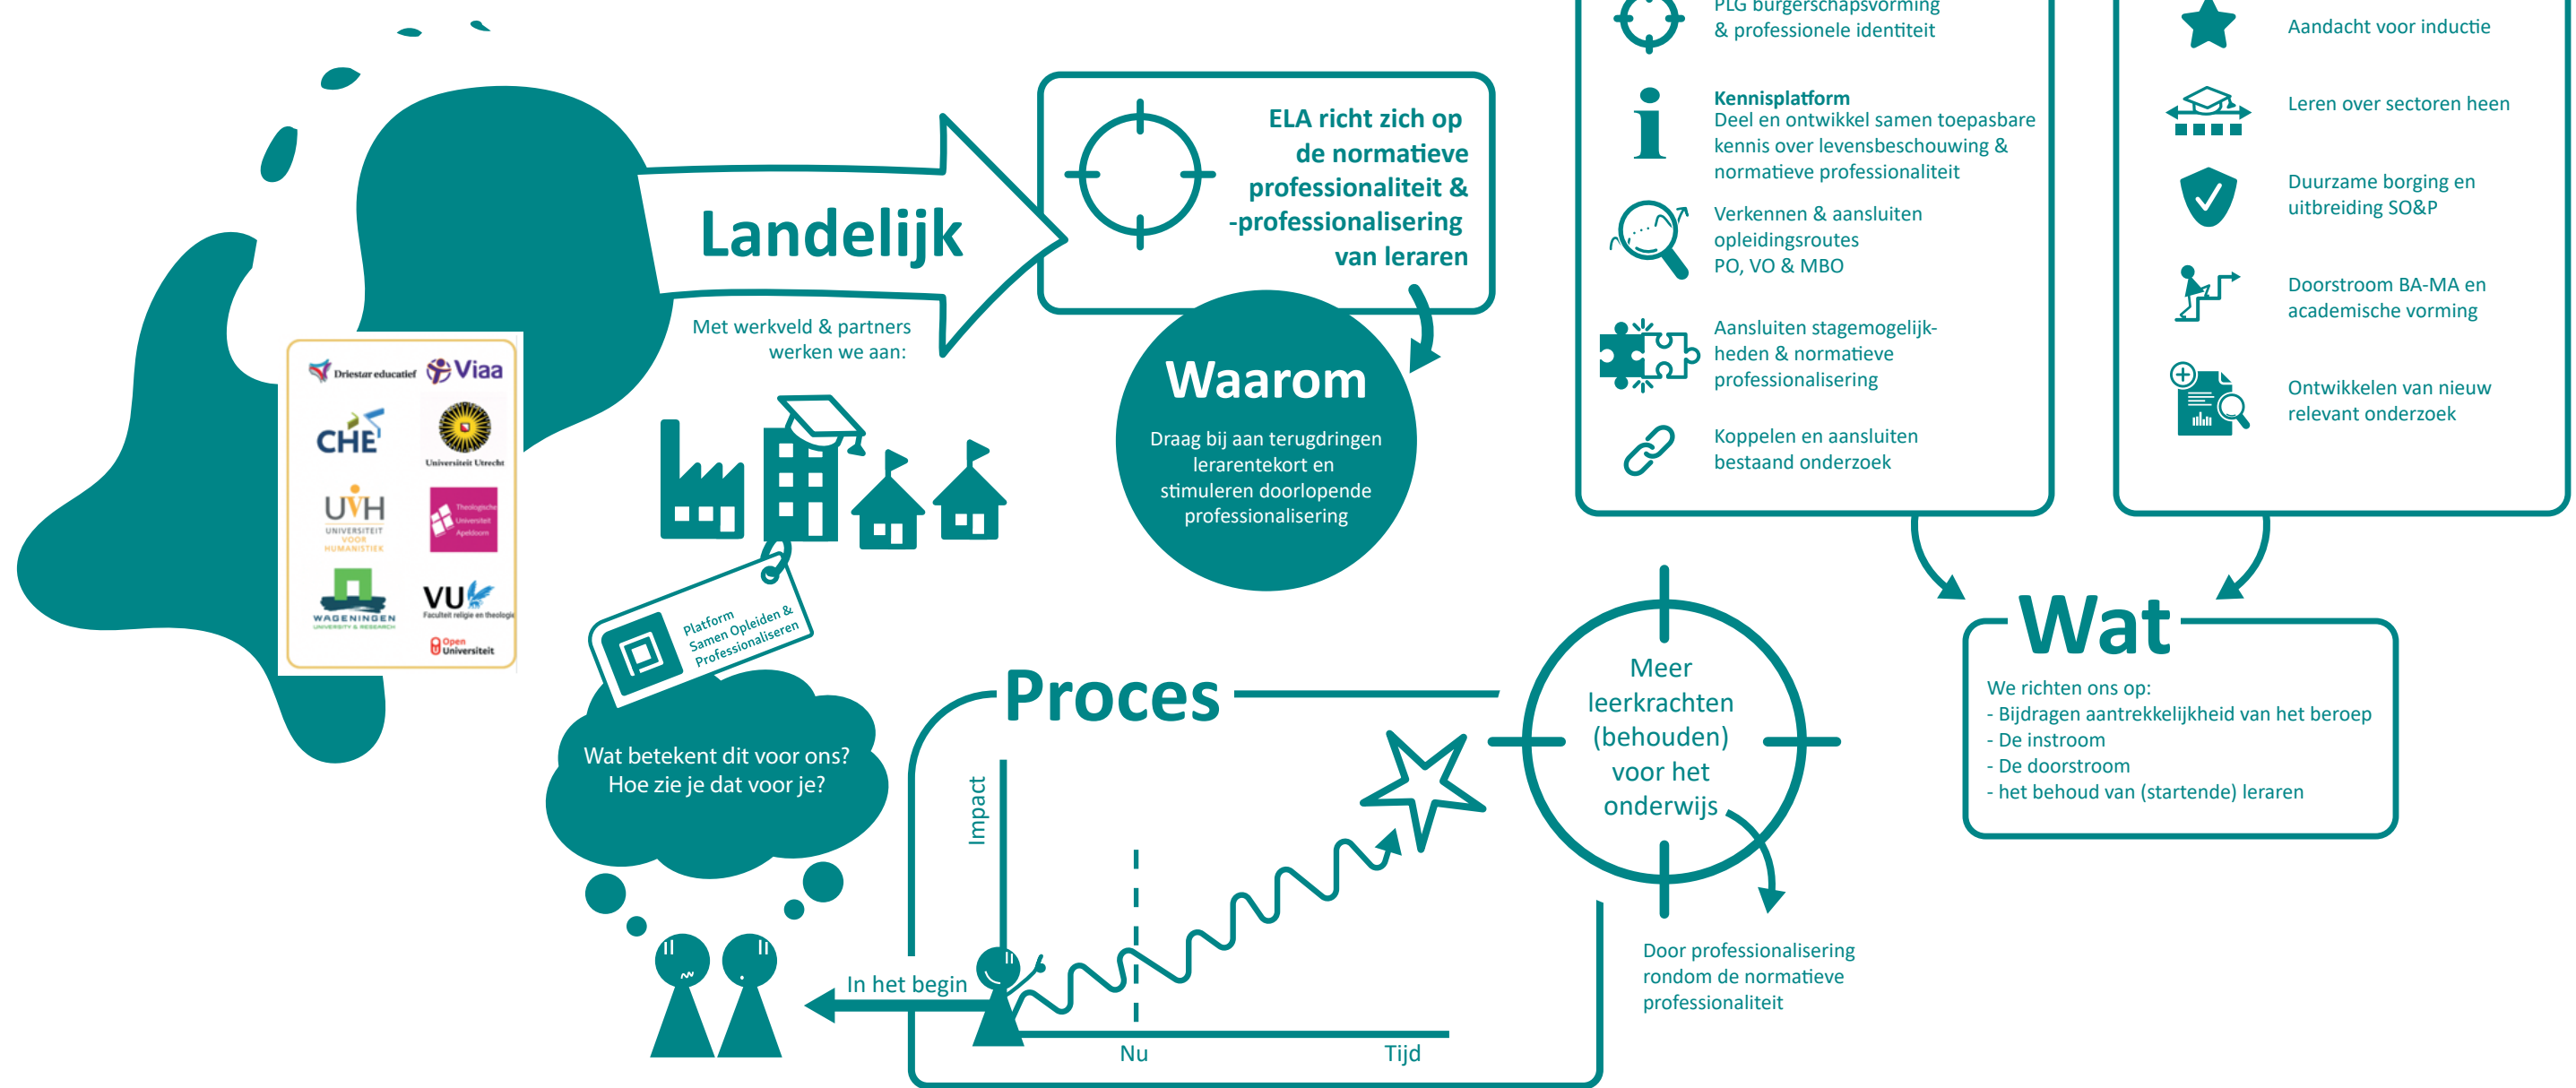 Driestar educatief
Viaa
CHE
Universiteit Utrecht
UVH
UNIVERSITEIT
VOOR
HUMANISTIEK
Theologische
Universiteit
Apeldoorn
WAGENINGEN
UNIVERSITY & RESEARCH
VU
Faculteit religie en theologie
Open
Universiteit
Landelijk
Met werkveld & partners
werken we aan:
ELA richt zich op
de normatieve
professionaliteit &
-professionalisering
van leraren
Waarom
Draag bij aan terugdringen
lerarentekort en
stimuleren doorlopende
professionalisering
Platform
Samen Opleiden &
Professionaliseren
Wat betekent dit voor ons?
Hoe zie je dat voor je?
Proces
Impact
In het begin
Nu
Tijd
Meer
leerkrachten
(behouden)
voor het
onderwijs
Door professionalisering
rondom de normatieve
professionaliteit
PLG burgerschapsvorming
& professionele identiteit
Kennisplatform
Deel en ontwikkel samen toepasbare
kennis over levensbeschouwing &
normatieve professionaliteit
Verkennen & aansluiten
opleidingsroutes
PO, VO & MBO
Aansluiten stagemogelijk-
heden & normatieve
professionalisering
Koppelen en aansluiten
bestaand onderzoek
Aandacht voor inductie
Leren over sectoren heen
Duurzame borging en
uitbreiding SO&P
Doorstroom BA-MA en
academische vorming
Ontwikkelen van nieuw
relevant onderzoek
Wat
We richten ons op:
- Bijdragen aantrekkelijkheid van het beroep
- De instroom
- De doorstroom
- het behoud van (startende) leraren